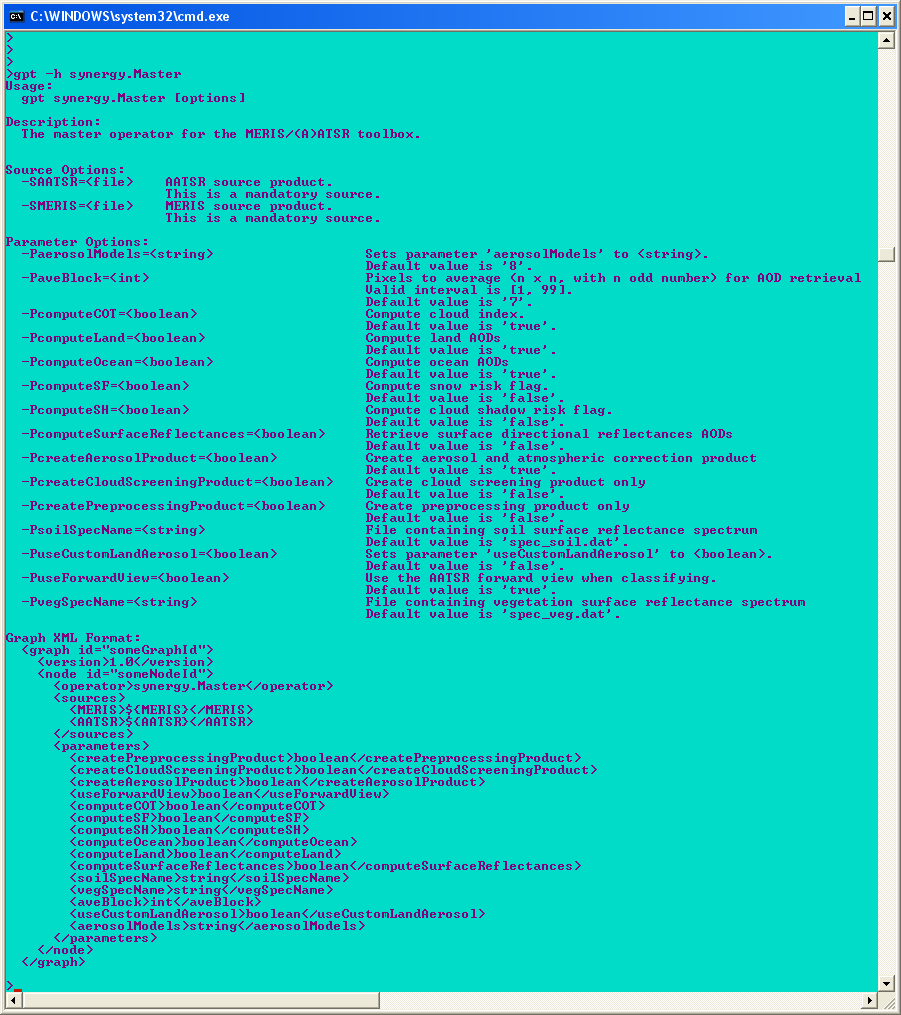 C:\WINDOWS\system32\cmd.exe
>
>
>
>gpt -h synergy.Master
Usage:
  gpt synergy.Master [options]

Description:
  The master operator for the MERIS/(A)ATSR toolbox.


Source Options:
  -SAATSR=<file>    AATSR source product.
                    This is a mandatory source.
  -SMERIS=<file>    MERIS source product.
                    This is a mandatory source.

Parameter Options:
  -PaerosolModels=<string>                   Sets parameter 'aerosolModels' to <string>.
                                             Default value is '8'.
  -PaveBlock=<int>                           Pixels to average (n x n, with n odd number) for AOD retrieval
                                             Valid interval is [1, 99].
                                             Default value is '7'.
  -PcomputeCOT=<boolean>                     Compute cloud index.
                                             Default value is 'true'.
  -PcomputeLand=<boolean>                    Compute land AODs
                                             Default value is 'true'.
  -PcomputeOcean=<boolean>                   Compute ocean AODs
                                             Default value is 'true'.
  -PcomputeSF=<boolean>                      Compute snow risk flag.
                                             Default value is 'false'.
  -PcomputeSH=<boolean>                      Compute cloud shadow risk flag.
                                             Default value is 'false'.
  -PcomputeSurfaceReflectances=<boolean>     Retrieve surface directional reflectances AODs
                                             Default value is 'false'.
  -PcreateAerosolProduct=<boolean>           Create aerosol and atmospheric correction product
                                             Default value is 'true'.
  -PcreateCloudScreeningProduct=<boolean>    Create cloud screening product only
                                             Default value is 'false'.
  -PcreatePreprocessingProduct=<boolean>     Create preprocessing product only
                                             Default value is 'false'.
  -PsoilSpecName=<string>                    File containing soil surface reflectance spectrum
                                             Default value is 'spec_soil.dat'.
  -PuseCustomLandAerosol=<boolean>           Sets parameter 'useCustomLandAerosol' to <boolean>.
                                             Default value is 'false'.
  -PuseForwardView=<boolean>                 Use the AATSR forward view when classifying.
                                             Default value is 'true'.
  -PvegSpecName=<string>                     File containing vegetation surface reflectance spectrum
                                             Default value is 'spec_veg.dat'.

Graph XML Format:
  <graph id="someGraphId">
    <version>1.0</version>
    <node id="someNodeId">
      <operator>synergy.Master</operator>
      <sources>
        <MERIS>${MERIS}</MERIS>
        <AATSR>${AATSR}</AATSR>
      </sources>
      <parameters>
        <createPreprocessingProduct>boolean</createPreprocessingProduct>
        <createCloudScreeningProduct>boolean</createCloudScreeningProduct>
        <createAerosolProduct>boolean</createAerosolProduct>
        <useForwardView>boolean</useForwardView>
        <computeCOT>boolean</computeCOT>
        <computeSF>boolean</computeSF>
        <computeSH>boolean</computeSH>
        <computeOcean>boolean</computeOcean>
        <computeLand>boolean</computeLand>
        <computeSurfaceReflectances>boolean</computeSurfaceReflectances>
        <soilSpecName>string</soilSpecName>
        <vegSpecName>string</vegSpecName>
        <aveBlock>int</aveBlock>
        <useCustomLandAerosol>boolean</useCustomLandAerosol>
        <aerosolModels>string</aerosolModels>
      </parameters>
    </node>
  </graph>

>_